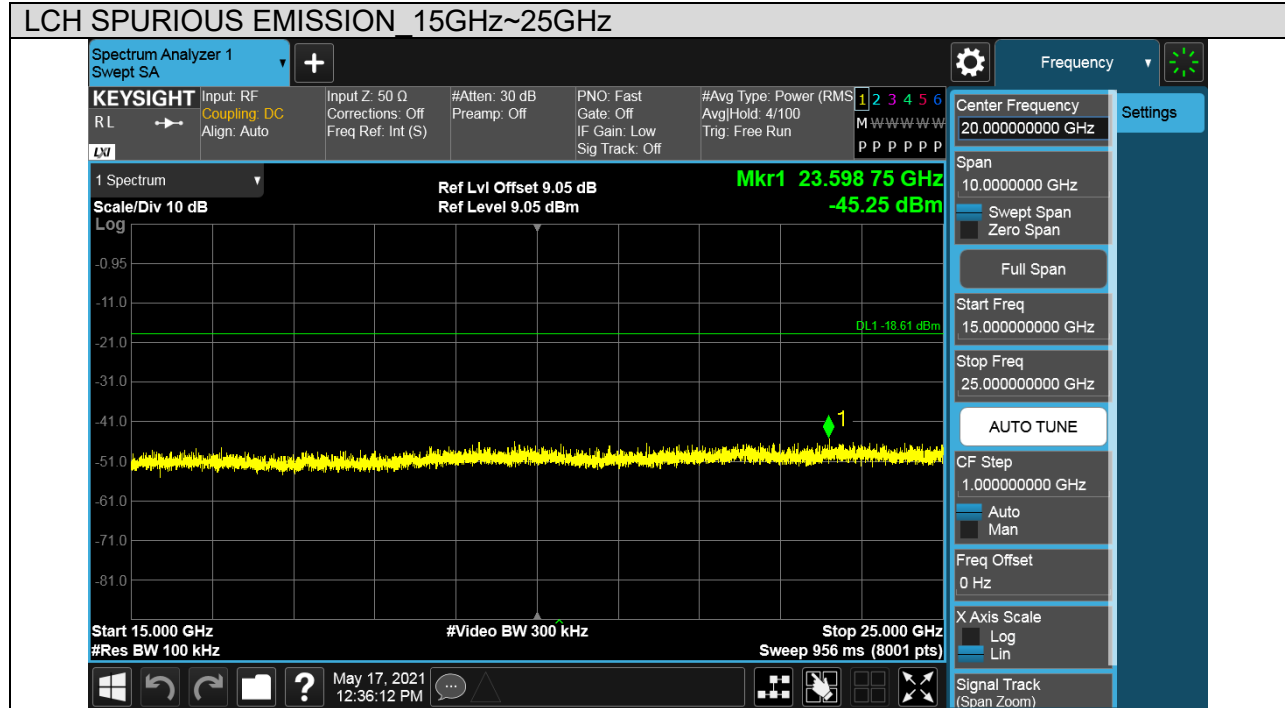 LCH SPURIOUS EMISSION_15GHz~25GHz
Spectrum Analyzer 1
Swept SA
+
Frequency
KEYSIGHT
R L
LXI
Input: RF
Coupling: DC
Align: Auto
Input Z: 50 Ω
Corrections: Off
Freq Ref: Int (S)
#Atten: 30 dB
Preamp: Off
PNO: Fast
Gate: Off
IF Gain: Low
Sig Track: Off
#Avg Type: Power (RMS
Avg|Hold: 4/100
Trig: Free Run
1 2 3 4 5 6
M W W W W W
P P P P P P
1 Spectrum
Scale/Div 10 dB
Ref Lvl Offset 9.05 dB
Ref Level 9.05 dBm
Mkr1 23.598 75 GHz
-45.25 dBm
Log
-0.95
-11.0
DL1 -18.61 dBm
-21.0
-31.0
-41.0
1
-51.0
-61.0
-71.0
-81.0
Start 15.000 GHz
#Video BW 300 kHz
Stop 25.000 GHz
#Res BW 100 kHz
Sweep 956 ms (8001 pts)
?
May 17, 2021
12:36:12 PM
Center Frequency
20.000000000 GHz
Settings
Span
10.0000000 GHz
Swept Span
Zero Span
Full Span
Start Freq
15.000000000 GHz
Stop Freq
25.000000000 GHz
AUTO TUNE
CF Step
1.000000000 GHz
Auto
Man
Freq Offset
0 Hz
X Axis Scale
Log
Lin
Signal Track
(Span Zoom)